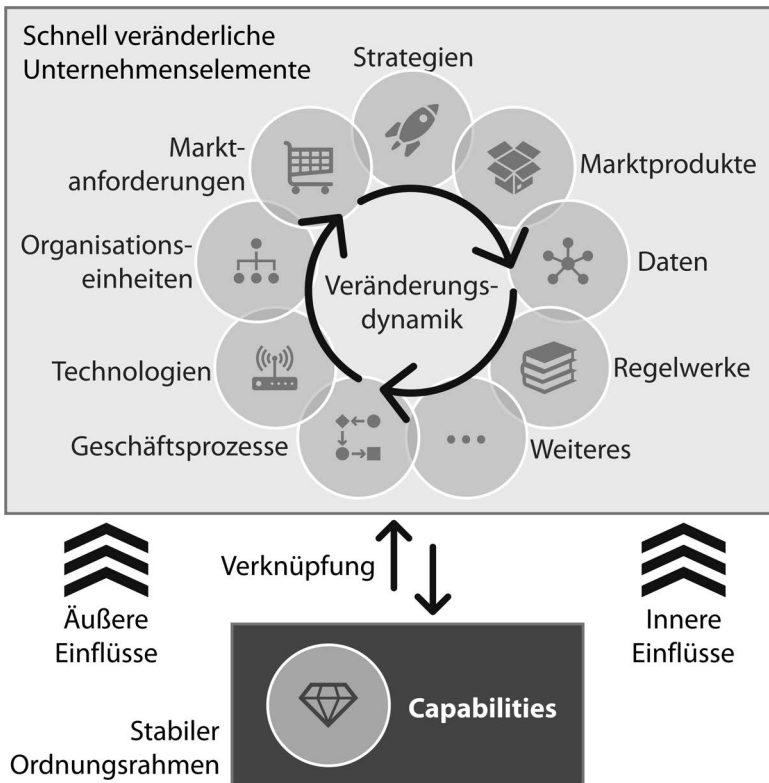 Schnell veränderliche
Unternehmenselemente
Strategien
Markt-
anforderungen
Marktprodukte
Organisations-
einheiten
Daten
Veränderungs-
dynamik
Technologien
Regelwerke
Geschäftsprozesse
Weiteres
Verknüpfung
Äußere
Einflüsse
Innere
Einflüsse
Capabilities
Stabiler
Ordnungsrahmen